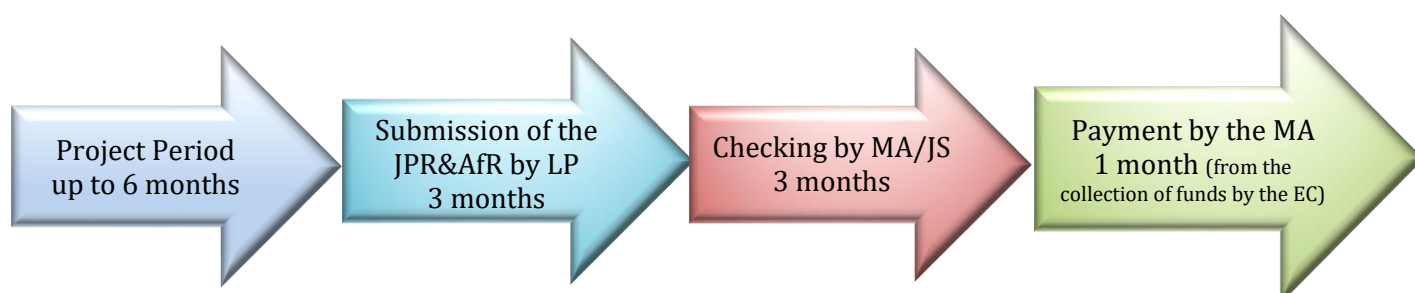 Project Period
up to 6 months
Submission of the
JPR&AfR by LP
3 months
Checking by MA/JS
3 months
Payment by the MA
1 month (from the
collection of funds by the EC)